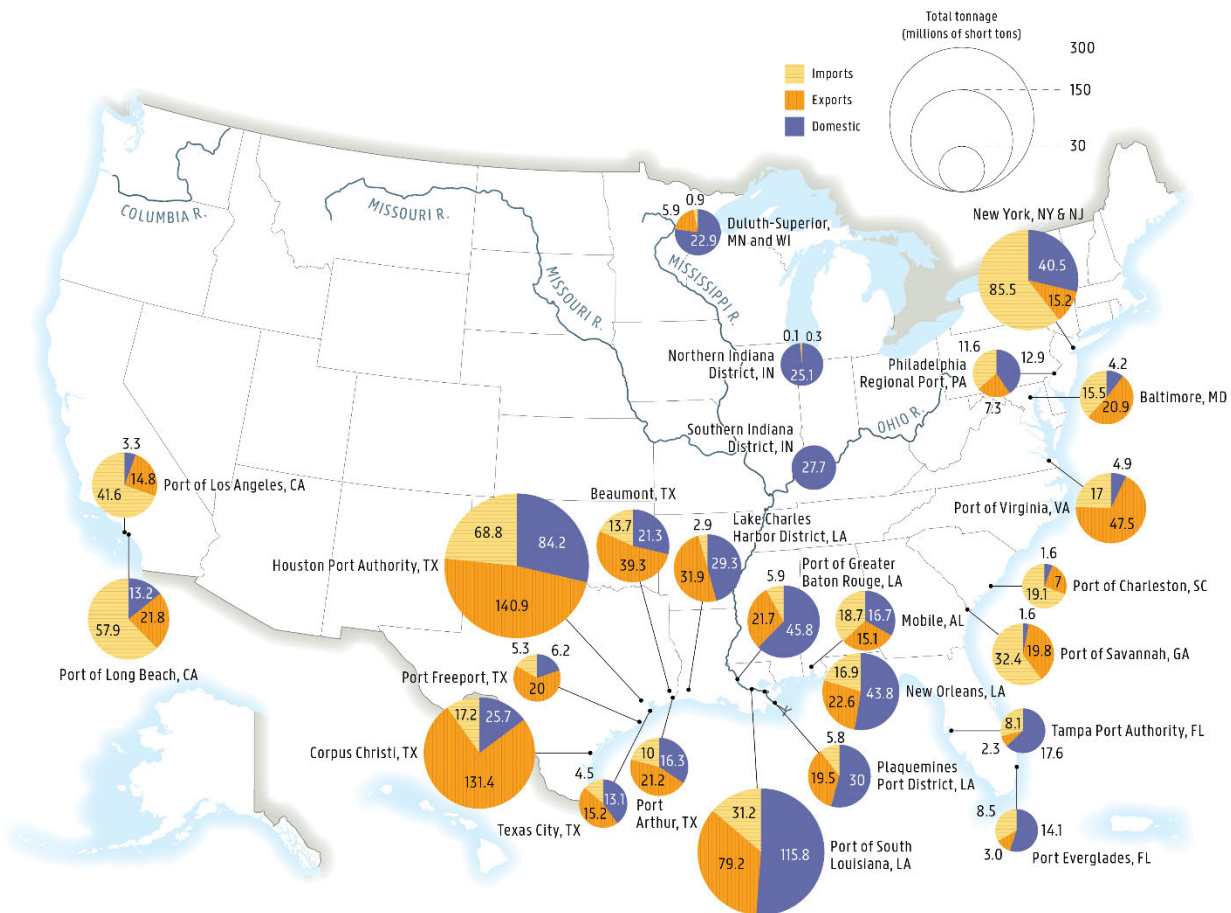 Total tonnage
(millions of short tons)
300
150
30
Imports
Exports
Domestic
COLUMBIA R.
MISSOURI R.
MISSOURI R.
MISSISSIPPI R.
OHIO R.
5.9
0.9
22.9
Duluth-Superior,
MN and WI
New York, NY & NJ
40.5
85.5
15.2
0.1
0.3
25.1
Northern Indiana
District, IN
11.6
12.9
7.3
Philadelphia
Regional Port, PA
4.2
15.5
20.9
Baltimore, MD
Southern Indiana
District, IN
27.7
4.9
17
47.5
Port of Virginia, VA
3.3
14.8
41.6
Port of Los Angeles, CA
13.2
21.8
57.9
Port of Long Beach, CA
68.8
84.2
140.9
Houston Port Authority, TX
Beaumont, TX
13.7
21.3
39.3
2.9
29.3
31.9
Lake Charles
Harbor District, LA
Port of Greater
Baton Rouge, LA
5.9
21.7
45.8
18.7
16.7
15.1
Mobile, AL
1.6
7
19.1
Port of Charleston, SC
1.6
19.8
32.4
Port of Savannah, GA
5.3
6.2
20
Port Freeport, TX
16.9
43.8
22.6
New Orleans, LA
17.2
25.7
131.4
Corpus Christi, TX
8.1
2.3
17.6
Tampa Port Authority, FL
4.5
13.1
15.2
Texas City, TX
10
16.3
21.2
Port
Arthur, TX
5.8
19.5
30
Plaquemines
Port District, LA
31.2
79.2
115.8
Port of South
Louisiana, LA
8.5
14.1
3.0
Port Everglades, FL